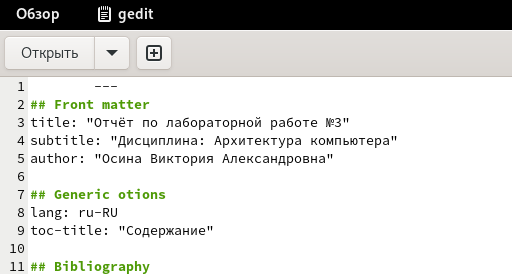 Обзор gedit
Открыть
1 ---
2 ## Front matter
3 title: "Отчёт по лабораторной работе №3"
4 subtitle: "Дисциплина: Архитектура компьютера"
5 author: "Осина Виктория Александровна"
6
7 ## Generic otions
8 lang: ru-RU
9 toc-title: "Содержание"
10
11 ## Bibliography